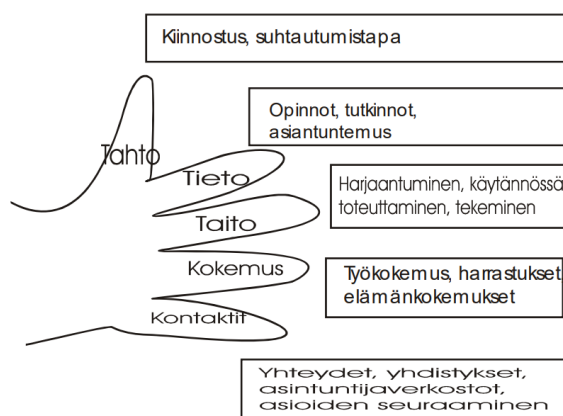 Kiinnostus, suhtautumistapa
Opinnot, tutkinnot,
asiantuntemus
Tahto
Tieto
Harjaantuminen, käytännössä
toteuttaminen, tekeminen
Taito
Kokemus
Työkokemus, harrastukset
elämänkokemukset
Kontaktit
Yhteydet, yhdistykset,
asintuntijaverkostot,
asioiden seuraaminen